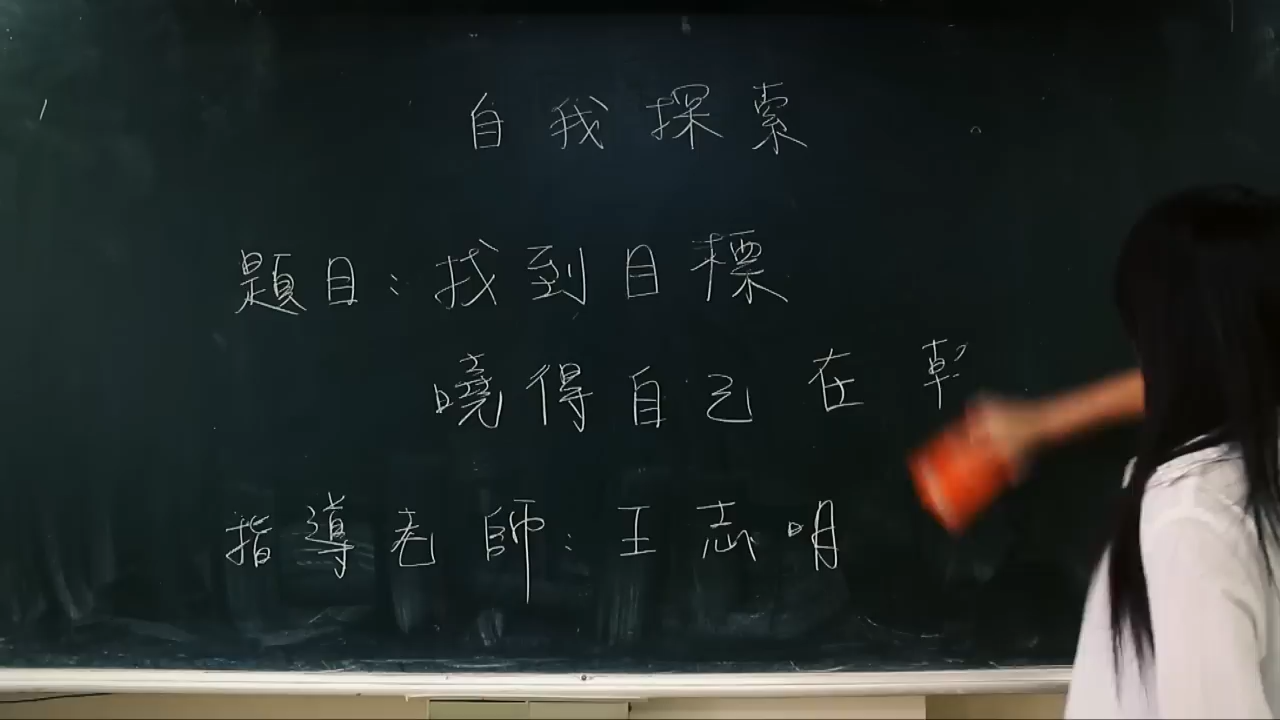 自我探索
題目:找到目標
曉得自己在
指導老師:王志明